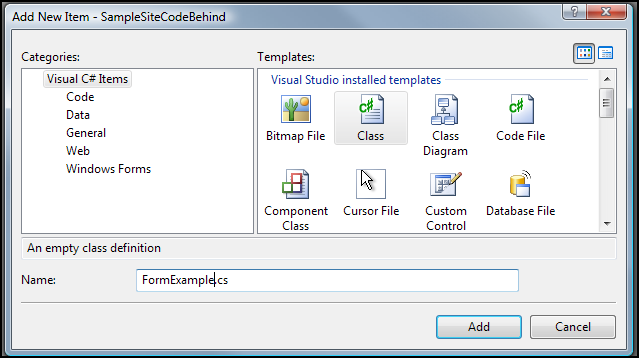 Add New Item - SampleSiteCodeBehind
Categories:
Visual C# Items
Code
Data
General
Web
Windows Forms
Templates:
Visual Studio installed templates
Bitmap File
Class
Class Diagram
Code File
Component Class
Cursor File
Custom Control
Database File
An empty class definition
Name:
FormExample.cs
Add
Cancel